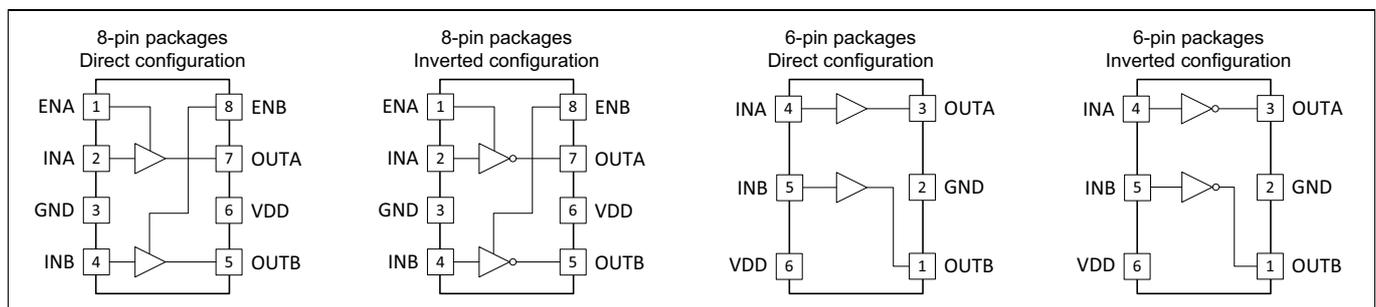 8-pin packages
Direct configuration
ENA 1 8 ENB
INA 2 7 OUTA
GND 3 6 VDD
INB 4 5 OUTB
8-pin packages
Inverted configuration
ENA 1 8 ENB
INA 2 7 OUTA
GND 3 6 VDD
INB 4 5 OUTB
6-pin packages
Direct configuration
INA 4 3 OUTA
INB 5 2 GND
VDD 6 1 OUTB
6-pin packages
Inverted configuration
INA 4 3 OUTA
INB 5 2 GND
VDD 6 1 OUTB